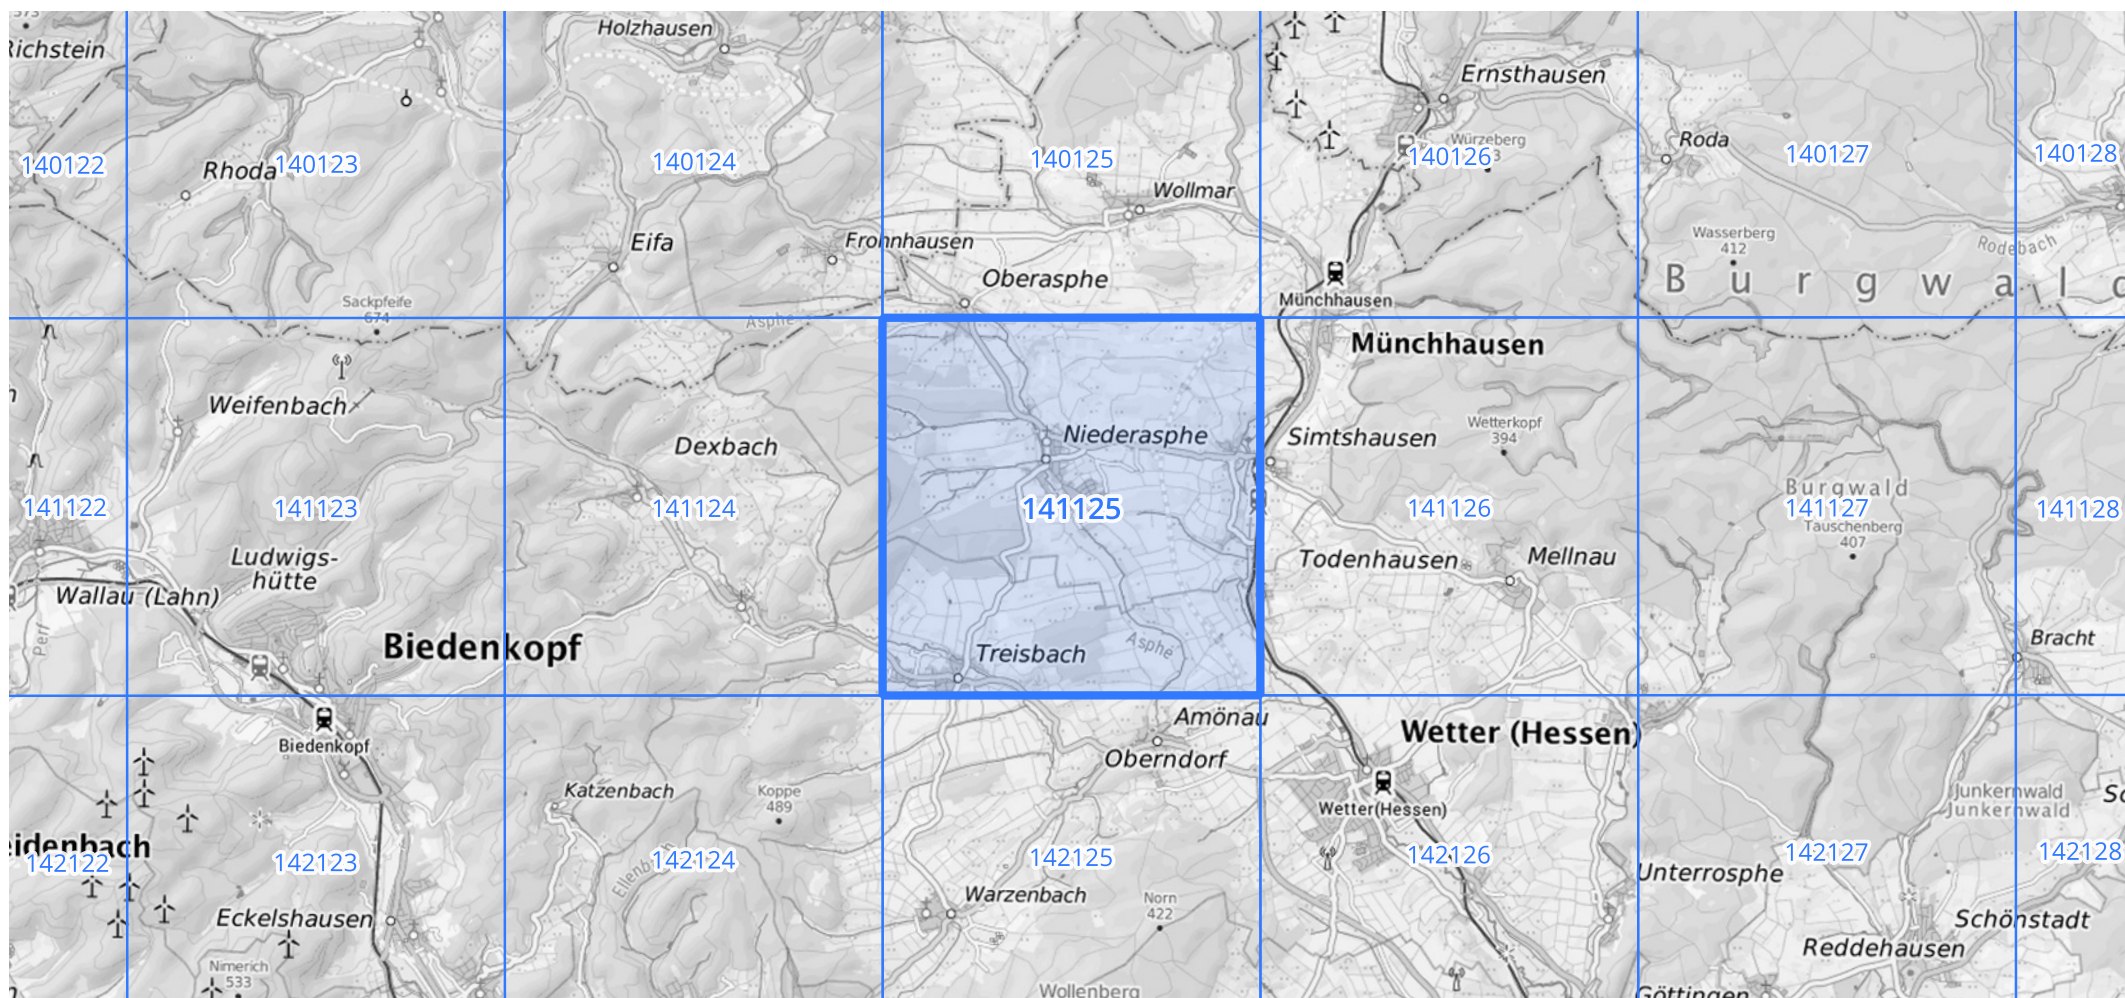 Richstein
Holzhausen
Ernsthausen
Würzeberg
Roda
140122
Rhoda
140123
140124
140125
140126
140127
140128
Wollmar
Eifa
Frohnhausen
Oberasphe
Wasserberg
412
Rodebach
Burgwald
Münchhausen
Sackpfeife
674
Asphe
Münchhausen
Weifenbach
Dexbach
Niederasphe
Simtshausen
Wetterkopf
394
Burgwald
141122
141123
141124
141125
141126
141127
141128
Tauschenberg
407
Ludwigs-
hütte
Todenhausen
Mellnau
Wallau (Lahn)
Perf
Biedenkopf
Treisbach
Asphe
Bracht
Biedenkopf
Amönau
Oberndorf
Wetter (Hessen)
Katzenbach
Koppe
489
Wetter(Hessen)
Junkernwald
Junkernwald
eidenbach
142122
142123
142124
142125
142126
142127
142128
Unterrosphe
Eckelshausen
Warzenbach
Norn
422
Schönstadt
Reddehausen
Nimerich
533
Wollenberg
Göttingen